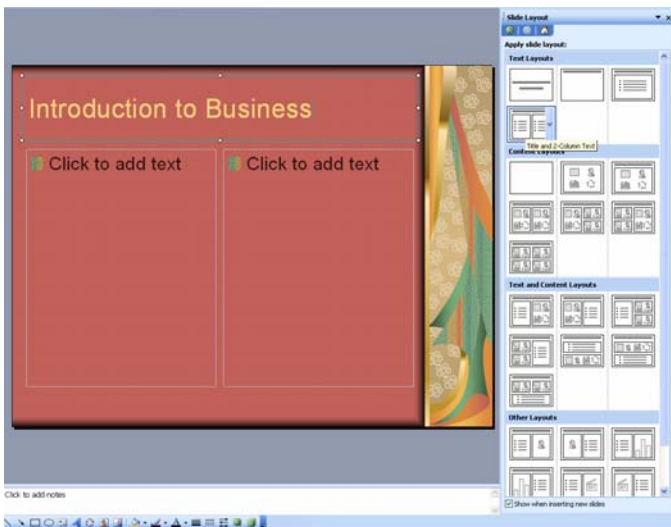 Slide Layout
Apply slide layout:
Text Layouts
Title and 2-Column Text
Content Layouts
Text and Content Layouts
Other Layouts
Show when inserting new slides
Introduction to Business
Click to add text
Click to add text
Click to add notes